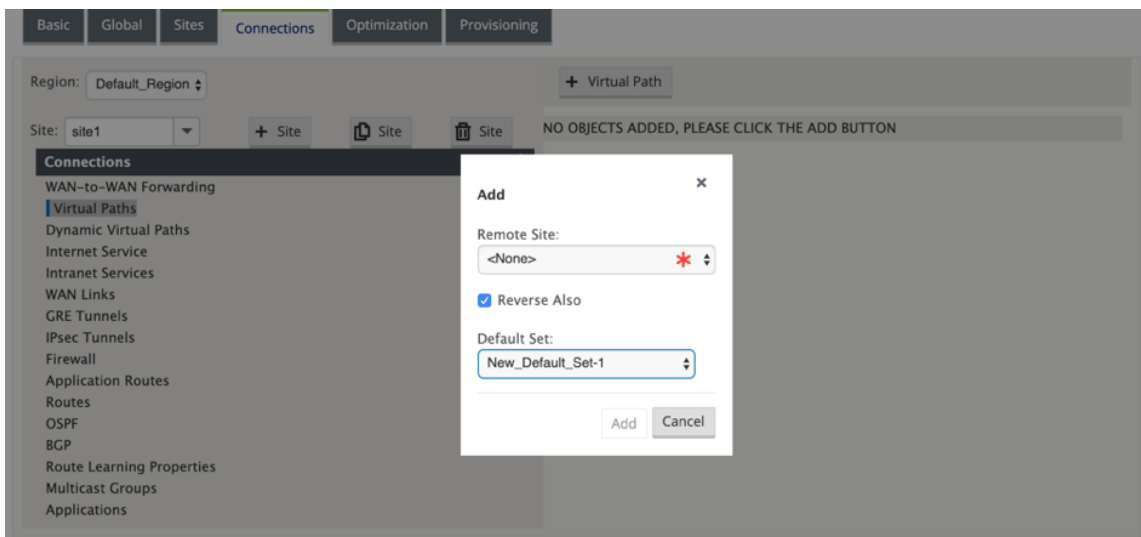 Basic Global Sites Connections Optimization Provisioning
Region: Default_Region
+ Virtual Path
Site: site1 + Site Site Site
NO OBJECTS ADDED, PLEASE CLICK THE ADD BUTTON
Connections
WAN-to-WAN Forwarding
Virtual Paths
Dynamic Virtual Paths
Internet Service
Intranet Services
WAN Links
GRE Tunnels
IPsec Tunnels
Firewall
Application Routes
Routes
OSPF
BGP
Route Learning Properties
Multicast Groups
Applications
Add ×
Remote Site:
<None> *
Reverse Also
Default Set:
New_Default_Set-1
Add Cancel